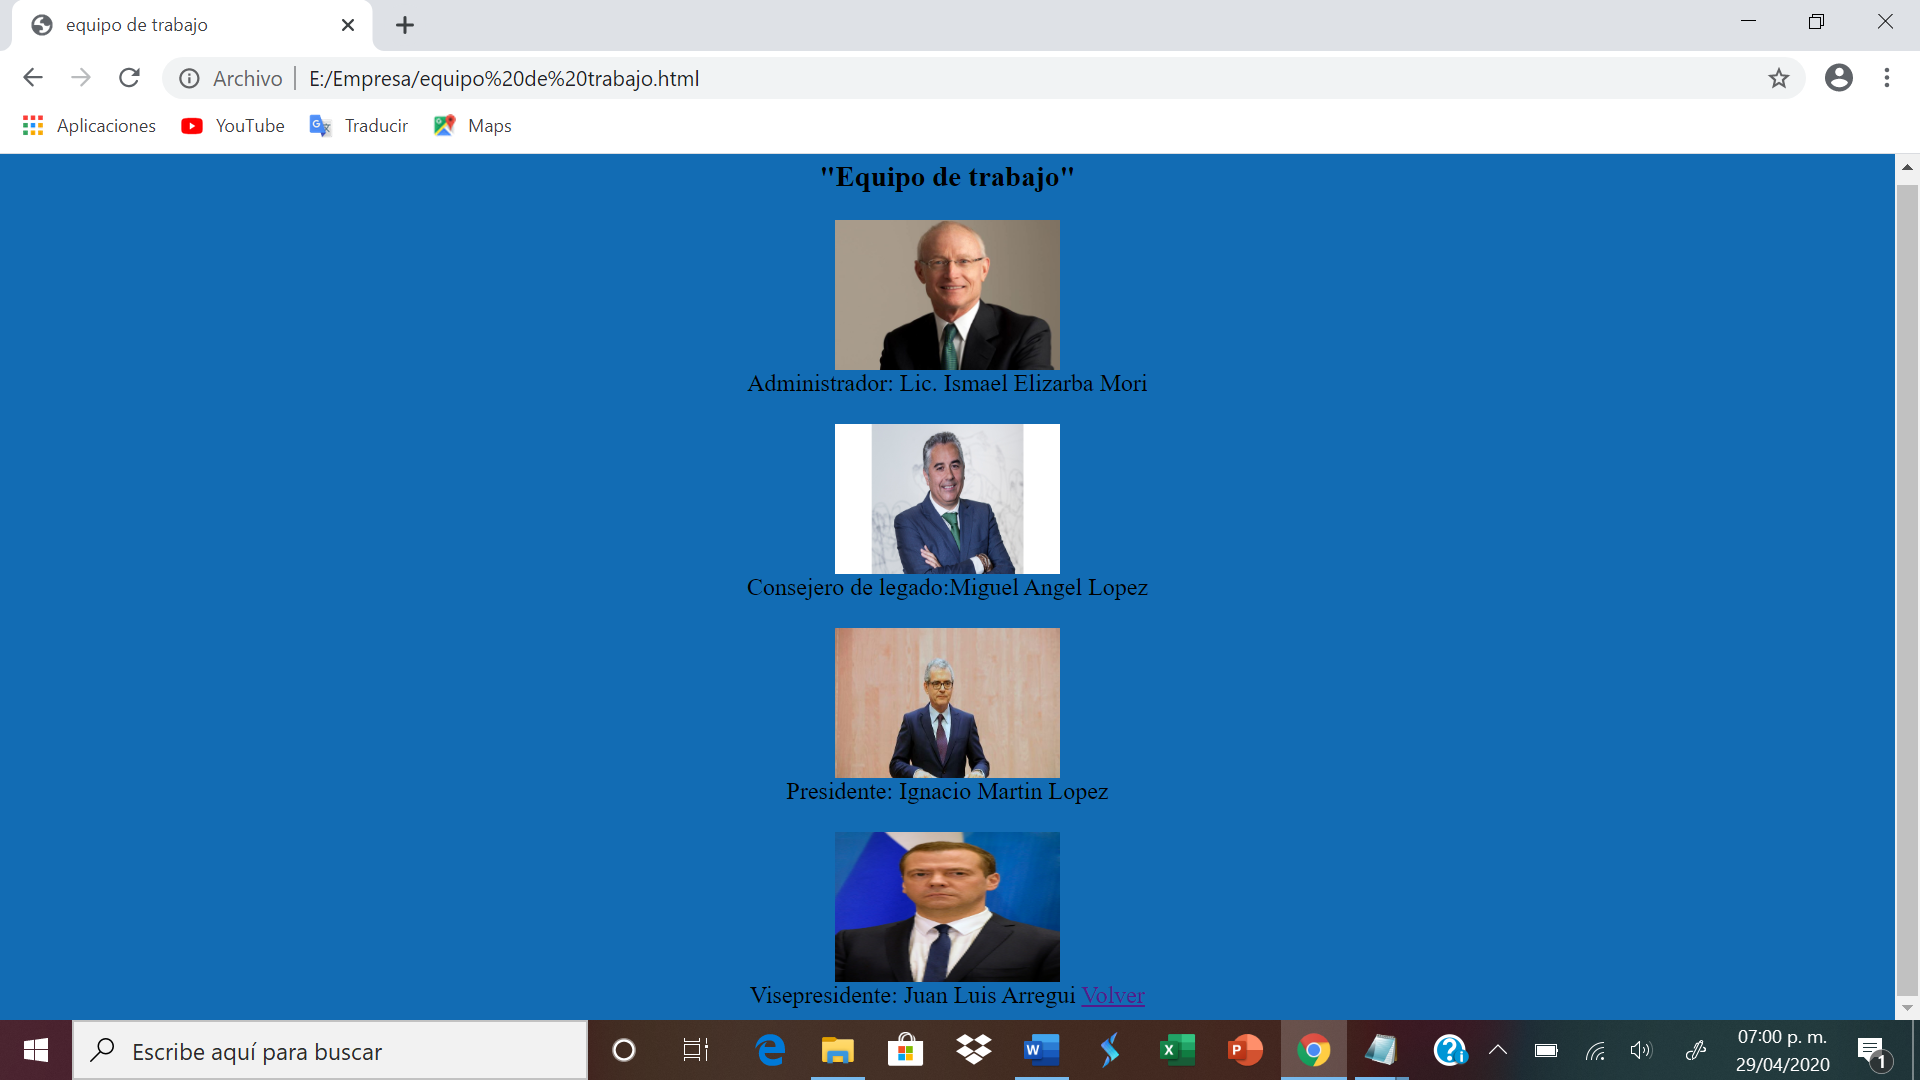 equipo de trabajo
Archivo | E:/Empresa/equipo%20de%20trabajo.html
Aplicaciones YouTube Traducir Maps
"Equipo de trabajo"
Administrador: Lic. Ismael Elizarba Mori
Consejero de legado:Miguel Angel Lopez
Presidente: Ignacio Martin Lopez
Visepresidente: Juan Luis Arregui Volver
Escribe aquí para buscar
07:00 p. m.
29/04/2020
1